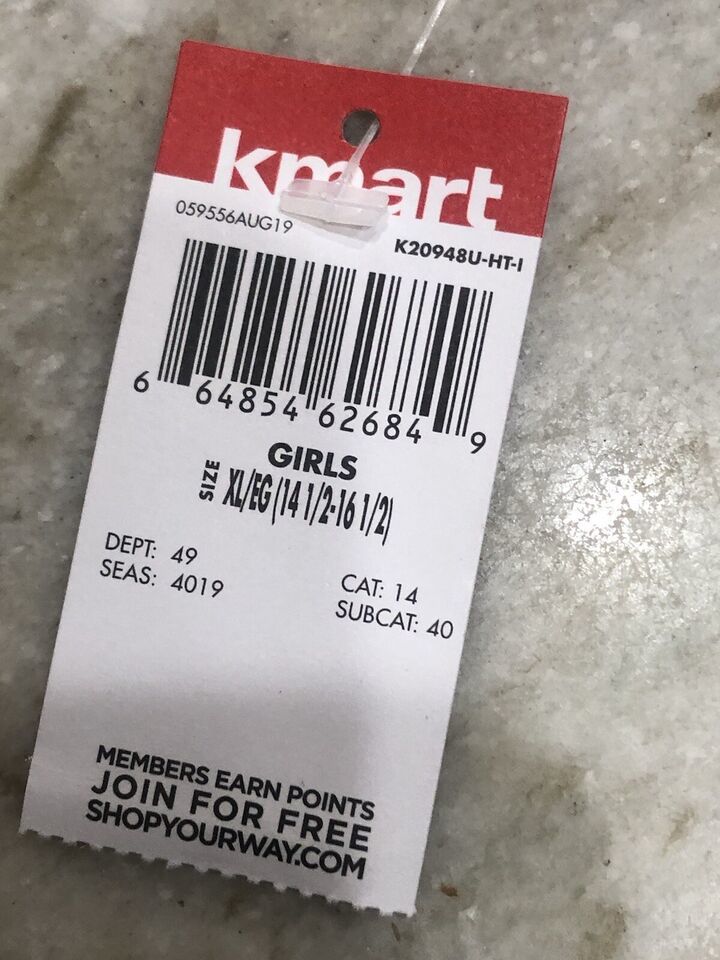 kmart
059556AUG19
K20948U-HT-I
6 64854 62684 9
GIRLS
SIZE XL/EG (14 1/2-16 1/2)
DEPT: 49
SEAS: 4019
CAT: 14
SUBCAT: 40
MEMBERS EARN POINTS
JOIN FOR FREE
SHOPYOURWAY.COM